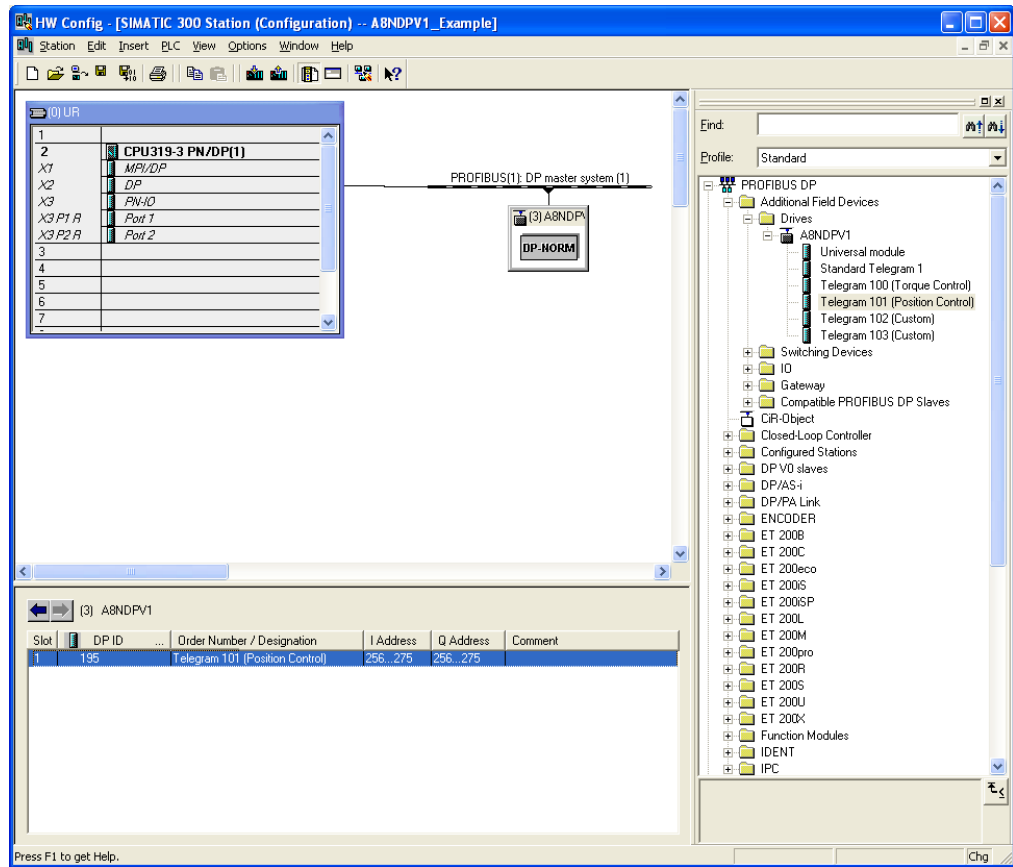 HW Config - [SIMATIC 300 Station (Configuration) -- A8NDPV1_Example]
Station Edit Insert PLC View Options Window Help
(0) UR
1
2 CPU319-3 PN/DP(1)
X1 MPI/DP
X2 DP
X3 PN-IO
X3 P1 R Port 1
X3 P2 R Port 2
3
4
5
6
7
PROFIBUS(1): DP master system (1)
(3) A8NDPV
DP-NORM
Find:
Profile: Standard
PROFIBUS DP
Additional Field Devices
Drives
A8NDPV1
Universal module
Standard Telegram 1
Telegram 100 (Torque Control)
Telegram 101 (Position Control)
Telegram 102 (Custom)
Telegram 103 (Custom)
Switching Devices
IO
Gateway
Compatible PROFIBUS DP Slaves
CiR-Object
Closed-Loop Controller
Configured Stations
DP V0 slaves
DP/AS-i
DP/PA Link
ENCODER
ET 200B
ET 200C
ET 200eco
ET 200iS
ET 200iSP
ET 200L
ET 200M
ET 200pro
ET 200R
ET 200S
ET 200U
ET 200X
Function Modules
IDENT
IPC
(3) A8NDPV1
Slot DP ID ... Order Number / Designation I Address Q Address Comment
1 195 Telegram 101 (Position Control) 256...275 256...275
Press F1 to get Help.
Chg